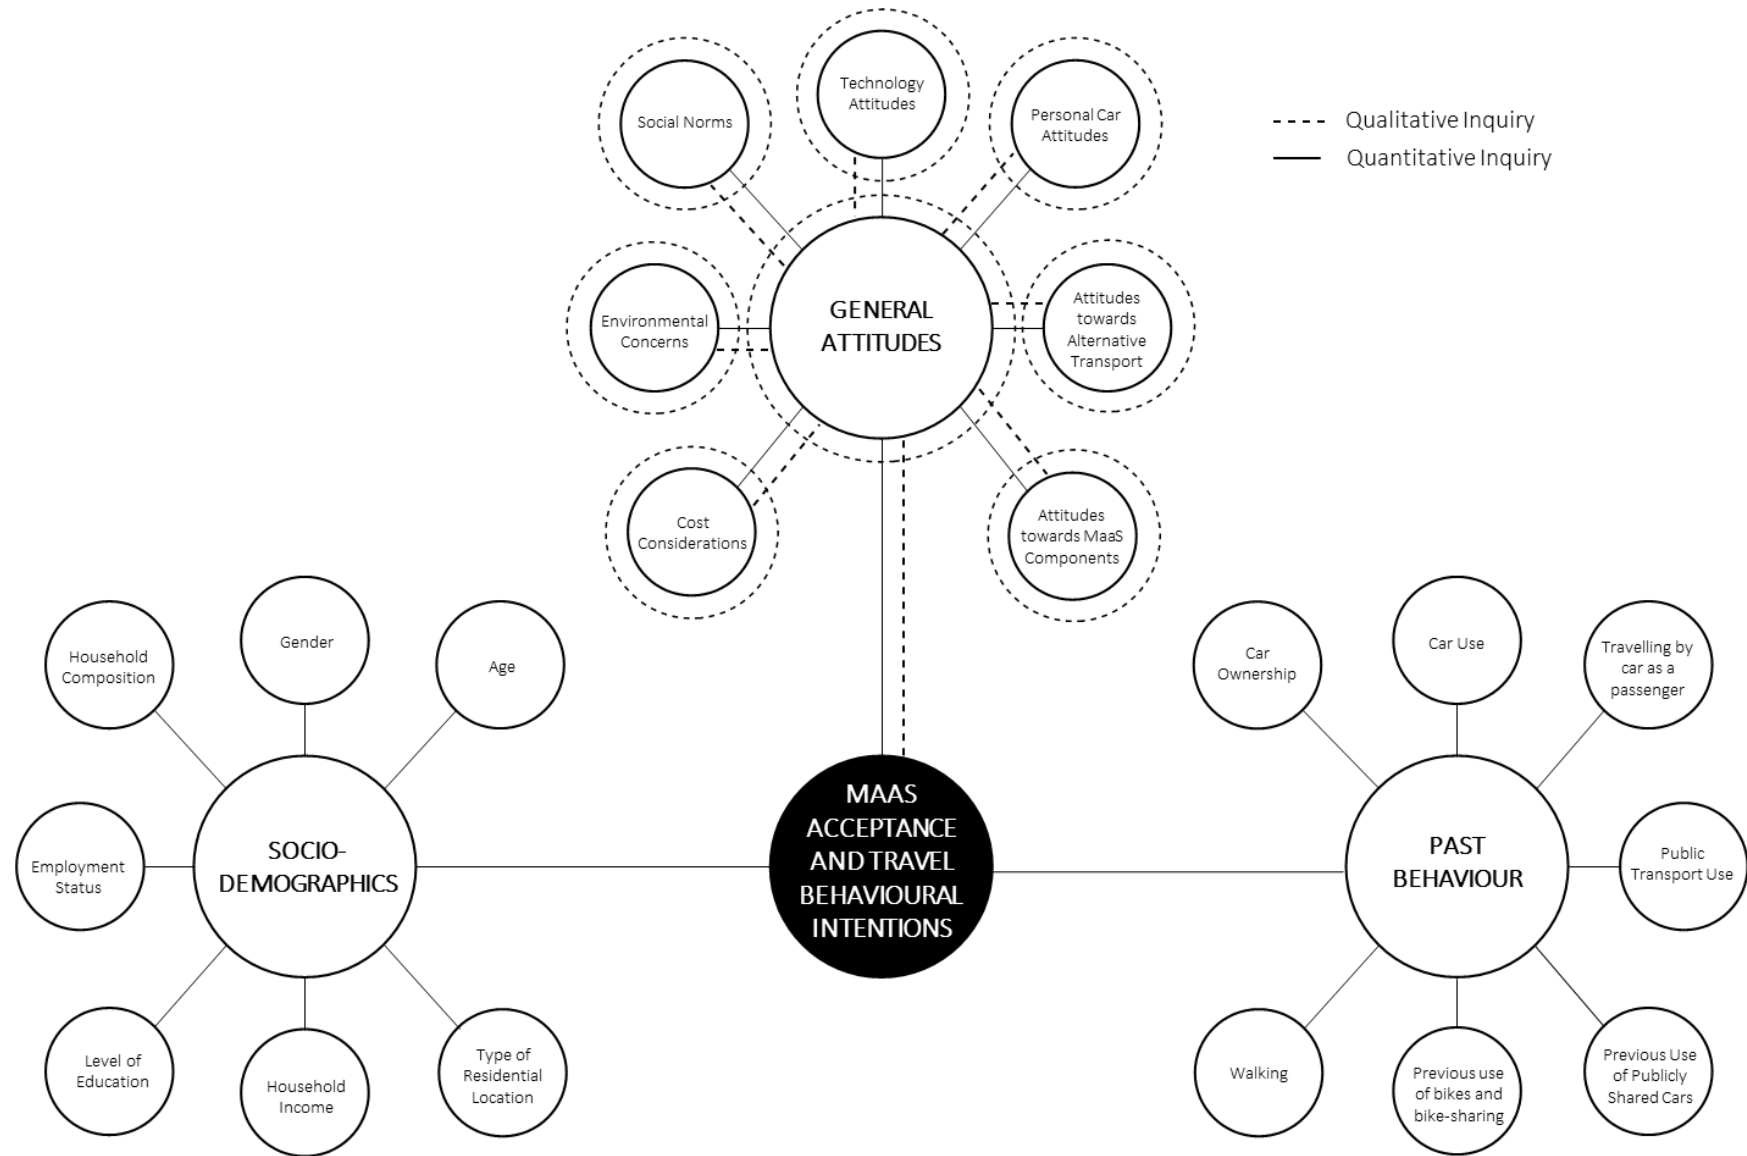 Technology
Attitudes
Social Norms
Personal Car
Attitudes
Qualitative Inquiry
Quantitative Inquiry
Environmental
Concerns
GENERAL
ATTITUDES
Attitudes
towards
Alternative
Transport
Cost
Considerations
Attitudes
towards MaaS
Components
Household
Composition
Gender
Age
Car
Ownership
Car Use
Travelling by
car as a
passenger
Employment
Status
SOCIO-
DEMOGRAPHICS
MAAS
ACCEPTANCE
AND TRAVEL
BEHAVIOURAL
INTENTIONS
PAST
BEHAVIOUR
Public
Transport Use
Level of
Education
Household
Income
Type of
Residential
Location
Walking
Previous use
of bikes and
bike-sharing
Previous Use
of Publicly
Shared Cars